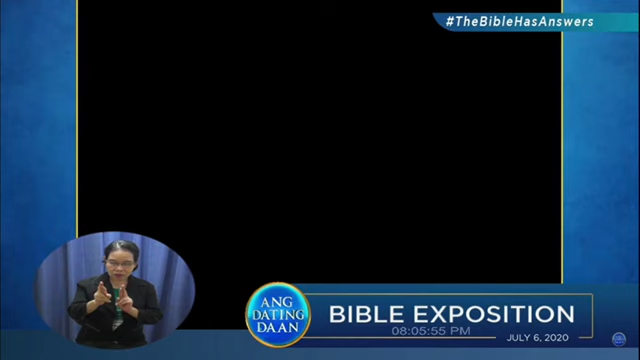 #TheBibleHasAnswers
ANG
DATING
DAAN
BIBLE EXPOSITION
08:05:55 PM
JULY 6, 2020